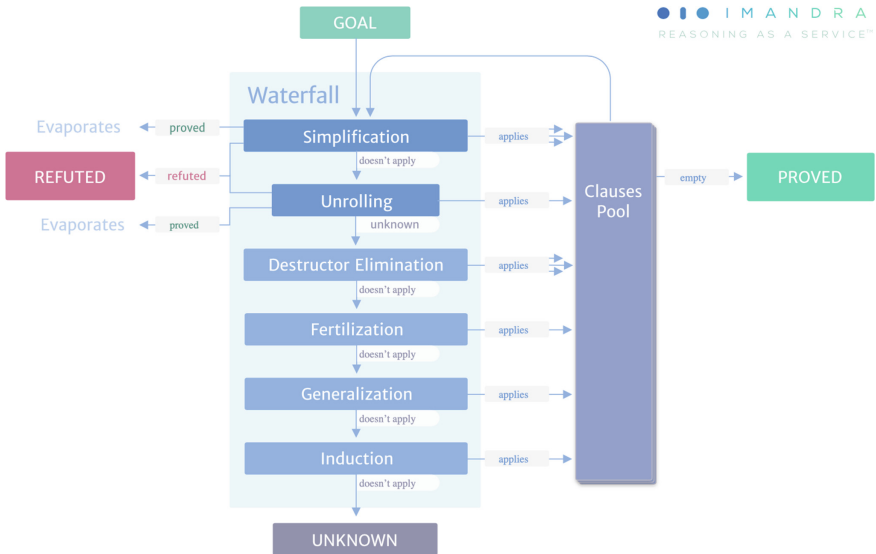 GOAL
IMANDRA
REASONING AS A SERVICE™
Waterfall
Evaporates
proved
Simplification
applies
doesn't apply
REFUTED
refuted
Clauses
Pool
empty
PROVED
Unrolling
applies
Evaporates
proved
unknown
Destructor Elimination
applies
doesn't apply
Fertilization
applies
doesn't apply
Generalization
applies
doesn't apply
Induction
applies
doesn't apply
UNKNOWN